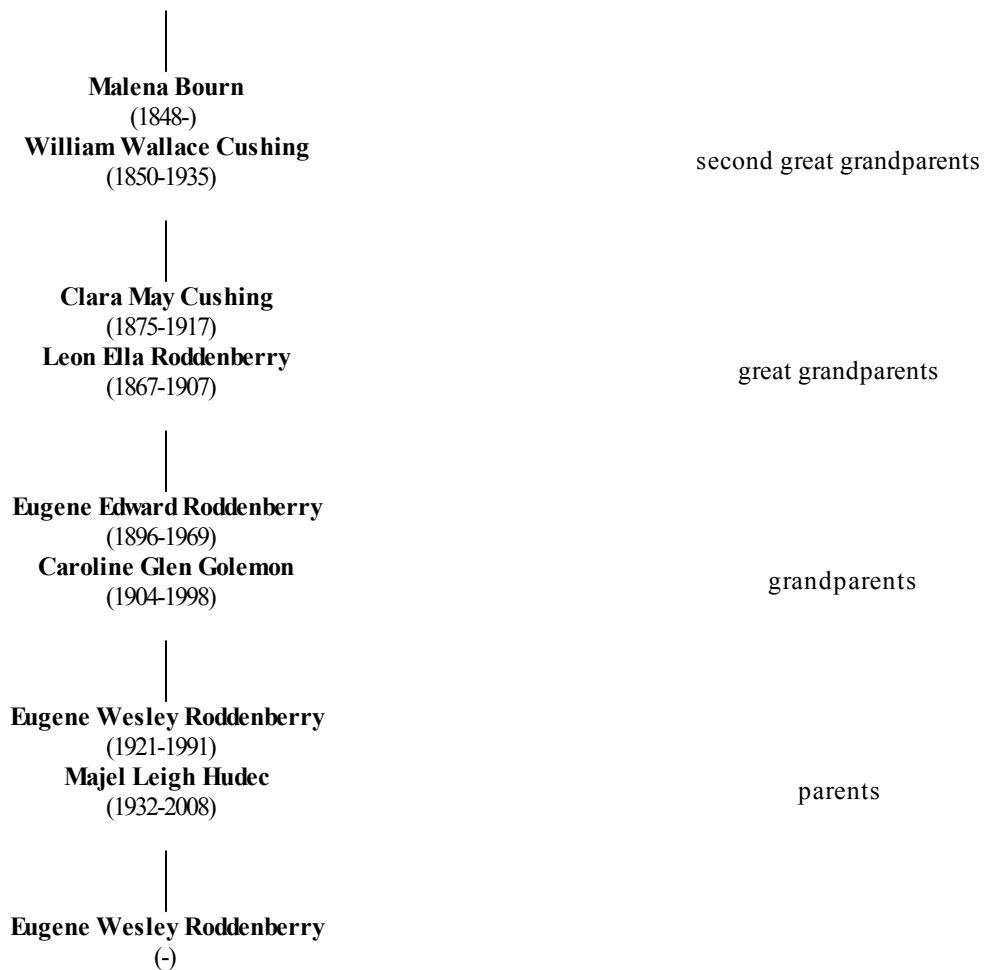 Malena Bourn
(1848-)
William Wallace Cushing
(1850-1935)
second great grandparents
Clara May Cushing
(1875-1917)
Leon Ella Roddenberry
(1867-1907)
great grandparents
Eugene Edward Roddenberry
(1896-1969)
Caroline Glen Golemon
(1904-1998)
grandparents
Eugene Wesley Roddenberry
(1921-1991)
Majel Leigh Hudec
(1932-2008)
parents
Eugene Wesley Roddenberry
(-)